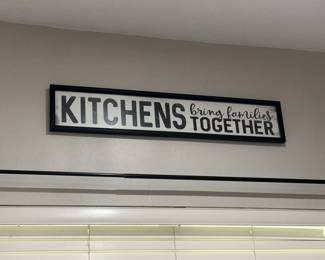 KITCHENS bring families
TOGETHER